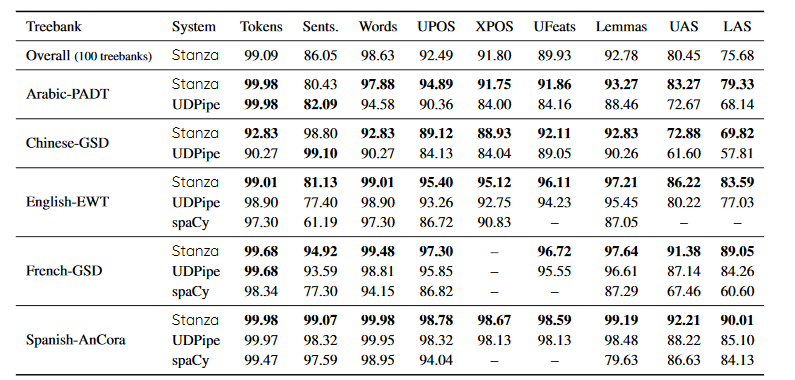 Treebank System Tokens Sents. Words UPOS XPOS UFeats Lemmas UAS LAS
Overall (100 treebanks) Stanza 99.09 86.05 98.63 92.49 91.80 89.93 92.78 80.45 75.68
Arabic-PADT Stanza 99.98 80.43 97.88 94.89 91.75 91.86 93.27 83.27 79.33
UDPipe 99.98 82.09 94.58 90.36 84.00 84.16 88.46 72.67 68.14
Chinese-GSD Stanza 92.83 98.80 92.83 89.12 88.93 92.11 92.83 72.88 69.82
UDPipe 90.27 99.10 90.27 84.13 84.04 89.05 90.26 61.60 57.81
English-EWT Stanza 99.01 81.13 99.01 95.40 95.12 96.11 97.21 86.22 83.59
UDPipe 98.90 77.40 98.90 93.26 92.75 94.23 95.45 80.22 77.03
spaCy 97.30 61.19 97.30 86.72 90.83 – 87.05 – –
French-GSD Stanza 99.68 94.92 99.48 97.30 – 96.72 97.64 91.38 89.05
UDPipe 99.68 93.59 98.81 95.85 – 95.55 96.61 87.14 84.26
spaCy 98.34 77.30 94.15 86.82 – – 87.29 67.46 60.60
Spanish-AnCora Stanza 99.98 99.07 99.98 98.78 98.67 98.59 99.19 92.21 90.01
UDPipe 99.97 98.32 99.95 98.32 98.13 98.13 98.48 88.22 85.10
spaCy 99.47 97.59 98.95 94.04 – – 79.63 86.63 84.13